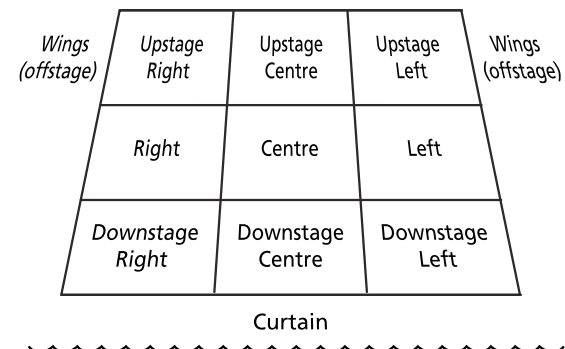 Wings
(offstage)
Upstage
Right
Upstage
Centre
Upstage
Left
Wings
(offstage)
Right
Centre
Left
Downstage
Right
Downstage
Centre
Downstage
Left
Curtain